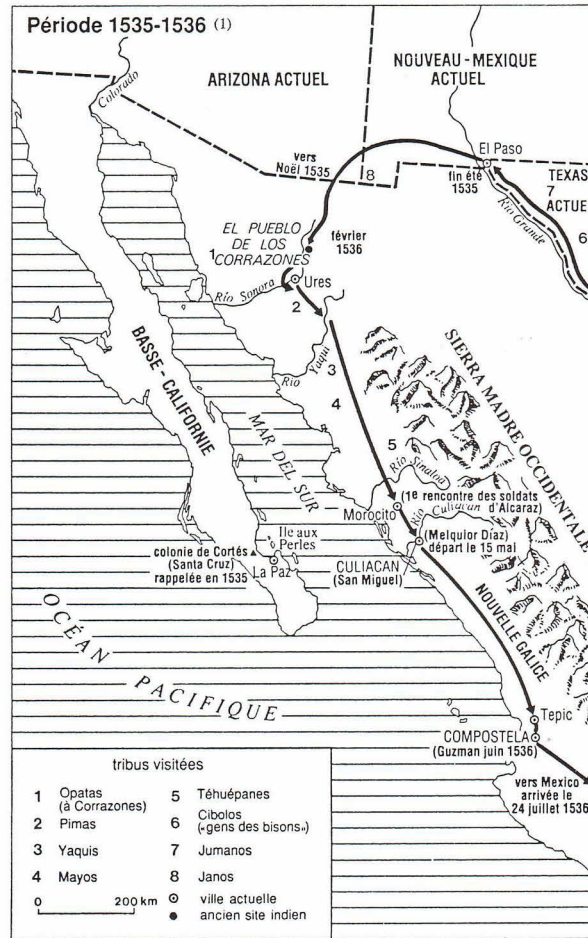 Période 1535-1536 (1)
ARIZONA ACTUEL
NOUVEAU-MEXIQUE
ACTUEL
Colorado
vers
Noël 1535
8
El Paso
fin été
1535
TEXAS
7
ACTUE
6
Río Grande
EL PUEBLO
DE LOS
CORRAZONES
1
février
1536
Ures
Río Sonora
2
3
Río Yaqui
4
BASSE-CALIFORNIE
MAR DEL SUR
SIERRA MADRE OCCIDENTALE
5
Río Sinaloa
(1e rencontre des soldats
d'Alcaraz)
Morocito
Río Culiacan
(Melquior Díaz)
départ le 15 mai
CULIACAN
(San Miguel)
Ile aux
Perles
colonie de Cortés
(Santa Cruz)
rappelée en 1535
La Paz
NOUVELLE GALICE
OCÉAN PACIFIQUE
Tepic
COMPOSTELA
(Guzman juin 1536)
vers Mexico
arrivée le
24 juillet 1536
tribus visitées
1 Opatas
(à Corrazones)
2 Pimas
3 Yaquis
4 Mayos
5 Téhuépanes
6 Cibolos
(«gens des bisons»)
7 Jumanos
8 Janos
0 200 km
ville actuelle
ancien site indien